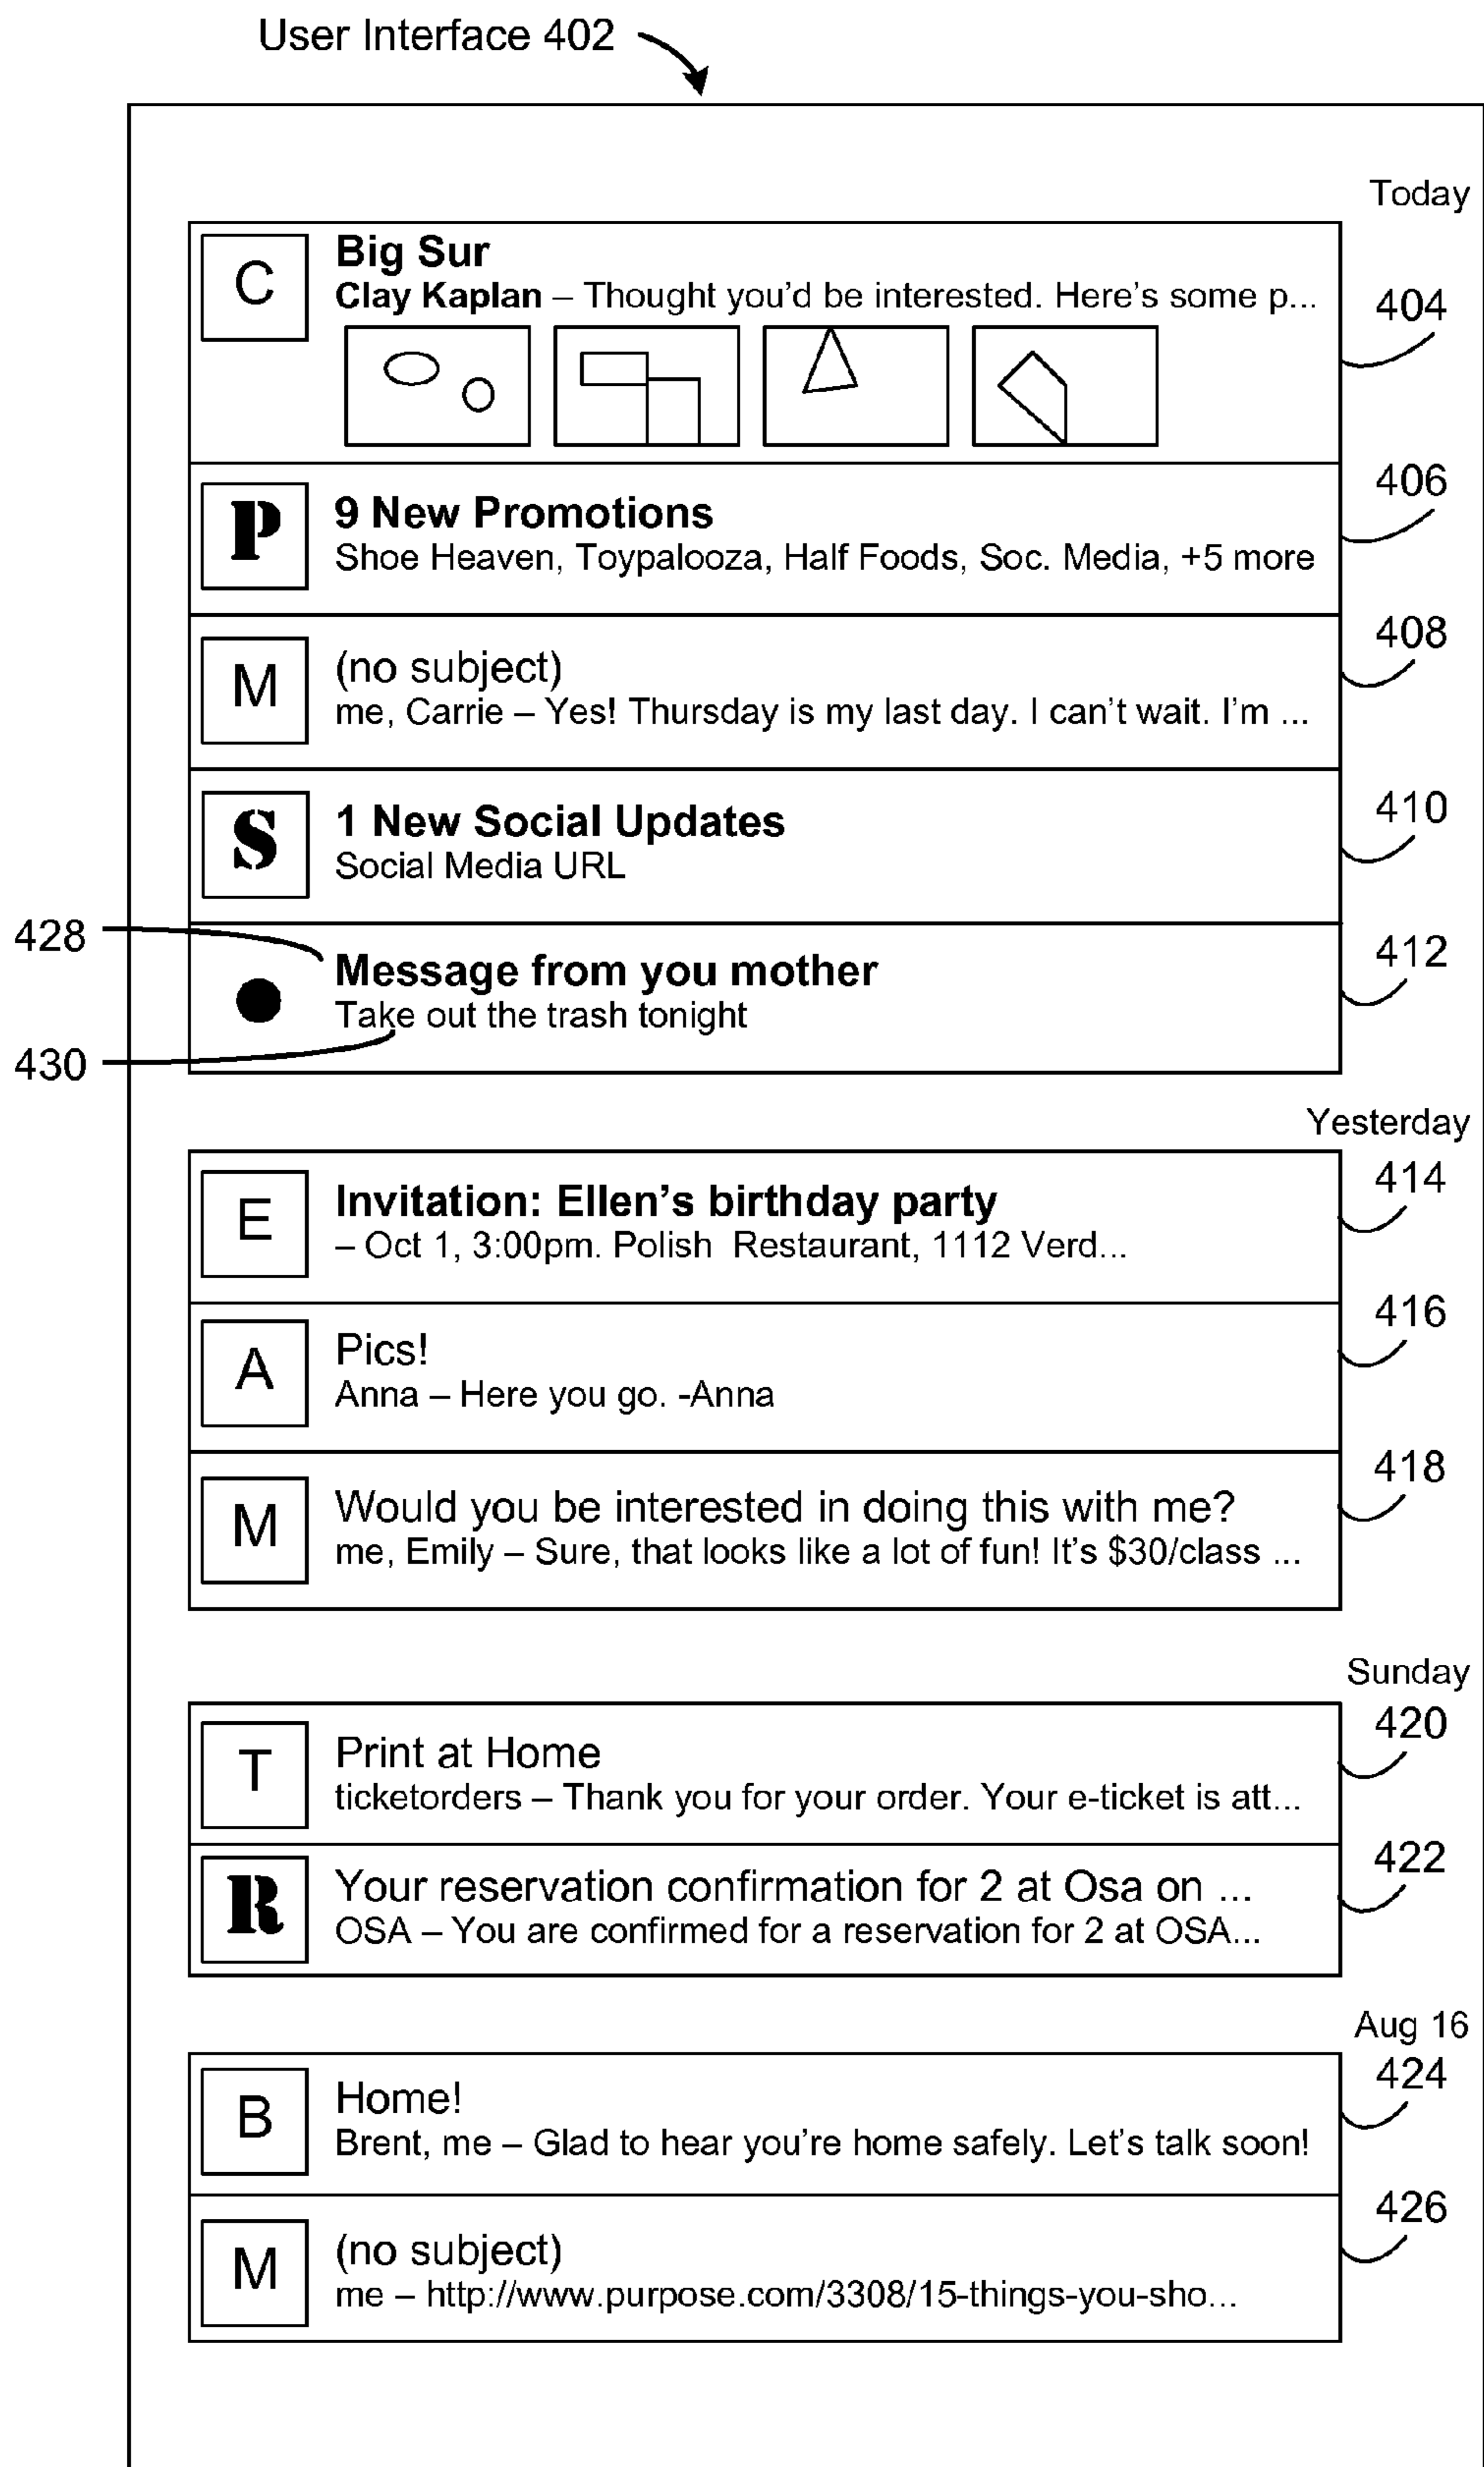 User Interface 402
Today
C
Big Sur
Clay Kaplan – Thought you'd be interested. Here's some p...
404
P
9 New Promotions
Shoe Heaven, Toypalooza, Half Foods, Soc. Media, +5 more
406
M
(no subject)
me, Carrie – Yes! Thursday is my last day. I can't wait. I'm ...
408
S
1 New Social Updates
Social Media URL
410
428
Message from you mother
Take out the trash tonight
412
430
Yesterday
E
Invitation: Ellen's birthday party
– Oct 1, 3:00pm. Polish Restaurant, 1112 Verd...
414
A
Pics!
Anna – Here you go. -Anna
416
M
Would you be interested in doing this with me?
me, Emily – Sure, that looks like a lot of fun! It's $30/class ...
418
Sunday
T
Print at Home
ticketorders – Thank you for your order. Your e-ticket is att...
420
R
Your reservation confirmation for 2 at Osa on ...
OSA – You are confirmed for a reservation for 2 at OSA...
422
Aug 16
B
Home!
Brent, me – Glad to hear you're home safely. Let's talk soon!
424
M
(no subject)
me – http://www.purpose.com/3308/15-things-you-sho...
426